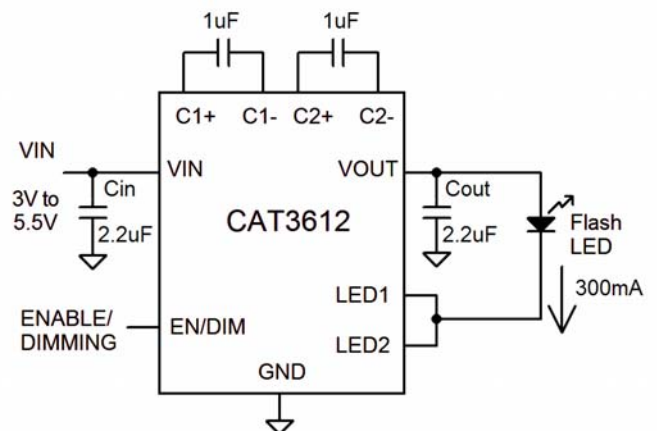 1uF
1uF
C1+ C1- C2+ C2-
VIN
VIN
VOUT
Cin
Cout
3V to
5.5V
2.2uF
CAT3612
2.2uF
Flash
LED
300mA
LED1
ENABLE/
DIMMING
EN/DIM
LED2
GND